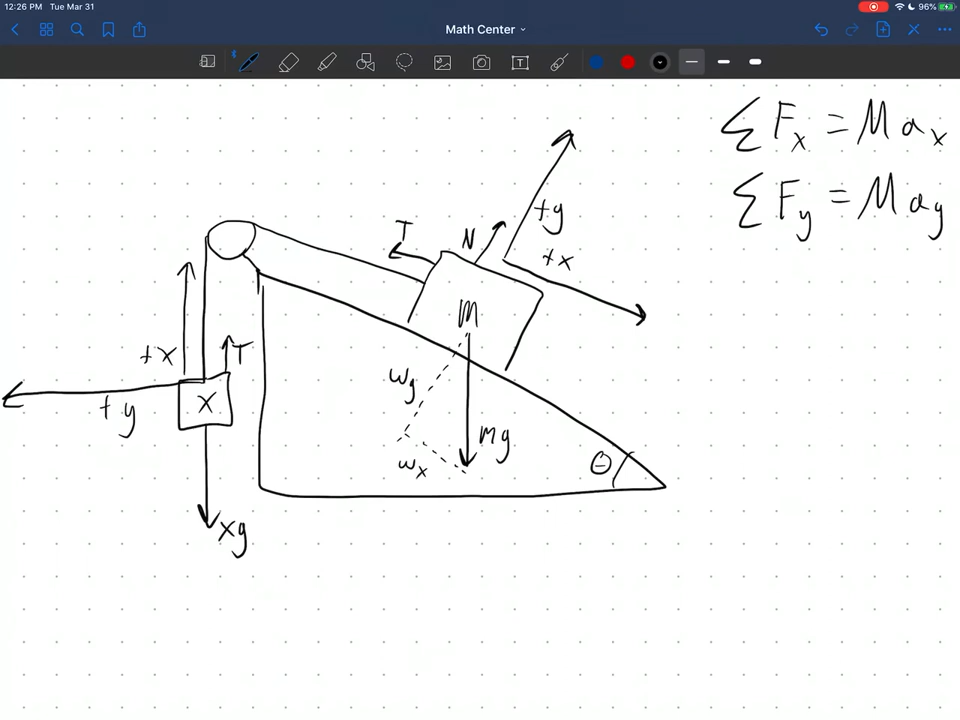 12:26 PM Tue Mar 31
96%
Math Center
ΣFx = Max
ΣFy = May
+y
+x
N
T
M
+x
T
X
+y
wy
wx
Mg
θ
Xg